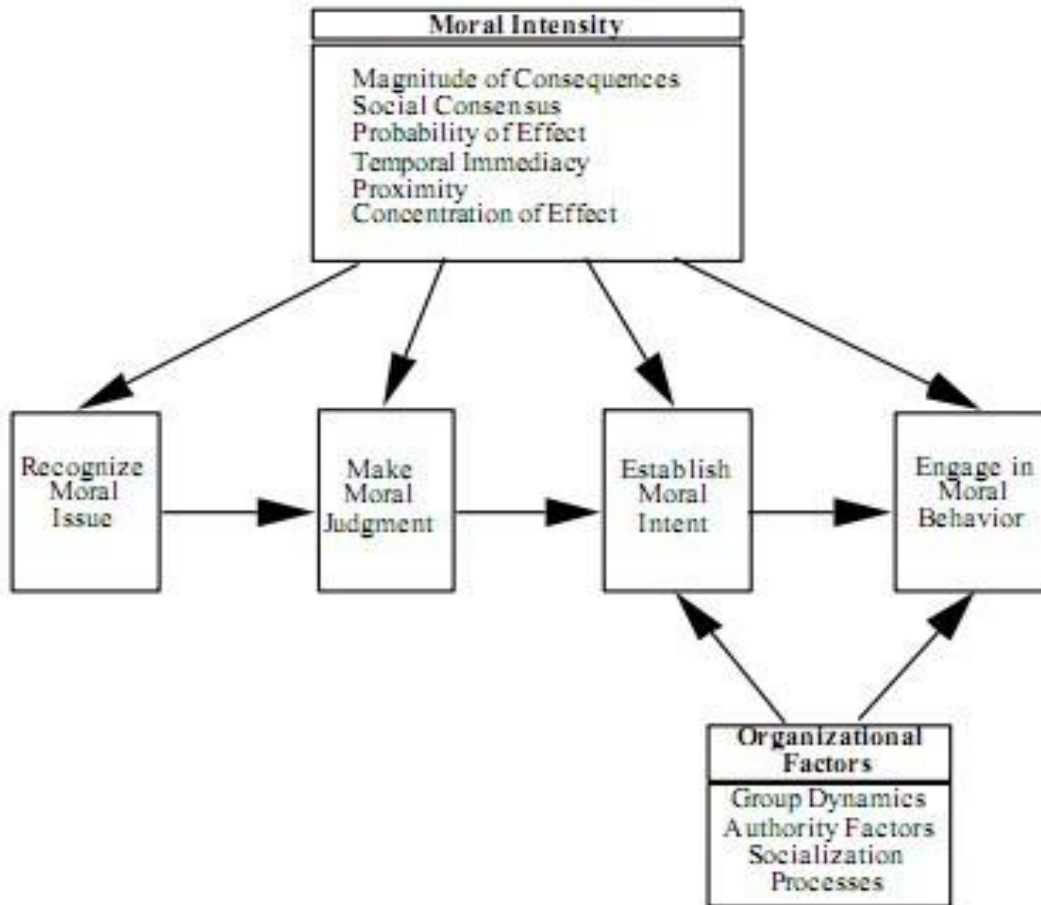 Moral Intensity
Magnitude of Consequences
Social Consensus
Probability of Effect
Temporal Immediacy
Proximity
Concentration of Effect
Recognize
Moral
Issue
Make
Moral
Judgment
Establish
Moral
Intent
Engage in
Moral
Behavior
Organizational
Factors
Group Dynamics
Authority Factors
Socialization
Processes